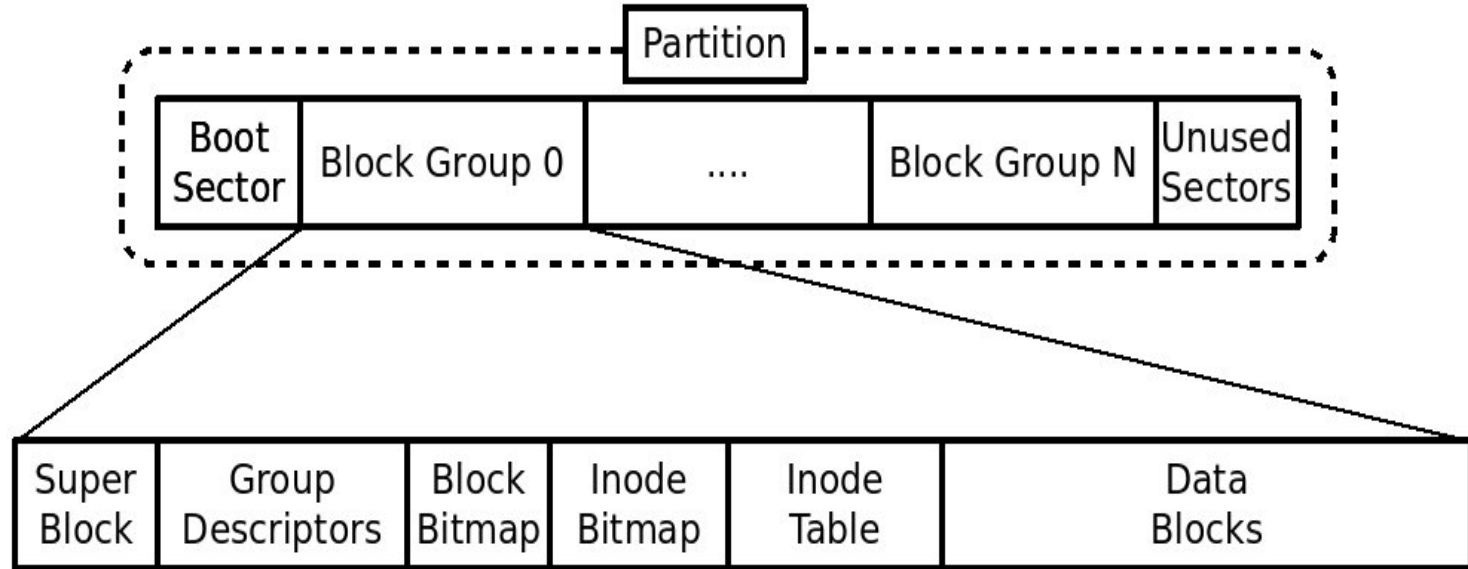 Partition
Boot
Sector
Block Group 0
....
Block Group N
Unused
Sectors
Super
Block
Group
Descriptors
Block
Bitmap
Inode
Bitmap
Inode
Table
Data
Blocks